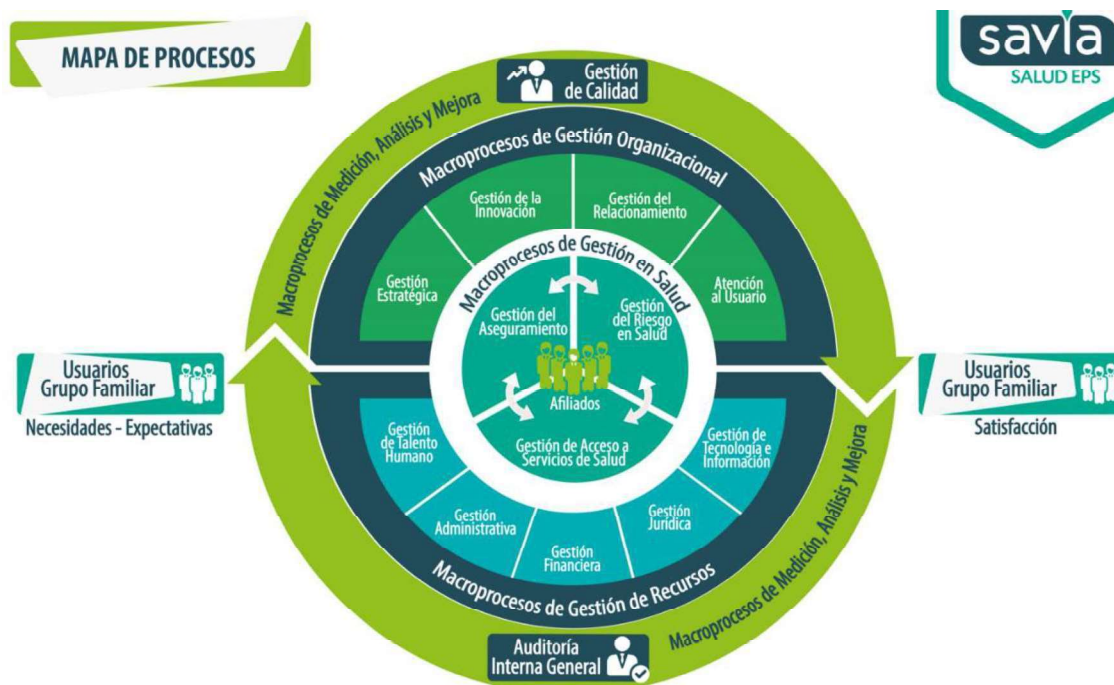 MAPA DE PROCESOS
savia
SALUD EPS
Gestión
de Calidad
Macroprocesos de Medición, Análisis y Mejora
Macroprocesos de Gestión Organizacional
Gestión de la
Innovación
Gestión del
Relacionamiento
Gestión
Estratégica
Atención
al Usuario
Macroprocesos de Gestión en Salud
Gestión del
Aseguramiento
Gestión
del Riesgo
en Salud
Afiliados
Gestión de Acceso a
Servicios de Salud
Usuarios
Grupo Familiar
Necesidades - Expectativas
Usuarios
Grupo Familiar
Satisfacción
Gestión
de Talento
Humano
Gestión
Administrativa
Gestión
Financiera
Gestión
Jurídica
Gestión de
Tecnología e
Información
Macroprocesos de Gestión de Recursos
Macroprocesos de Medición, Análisis y Mejora
Auditoría
Interna General